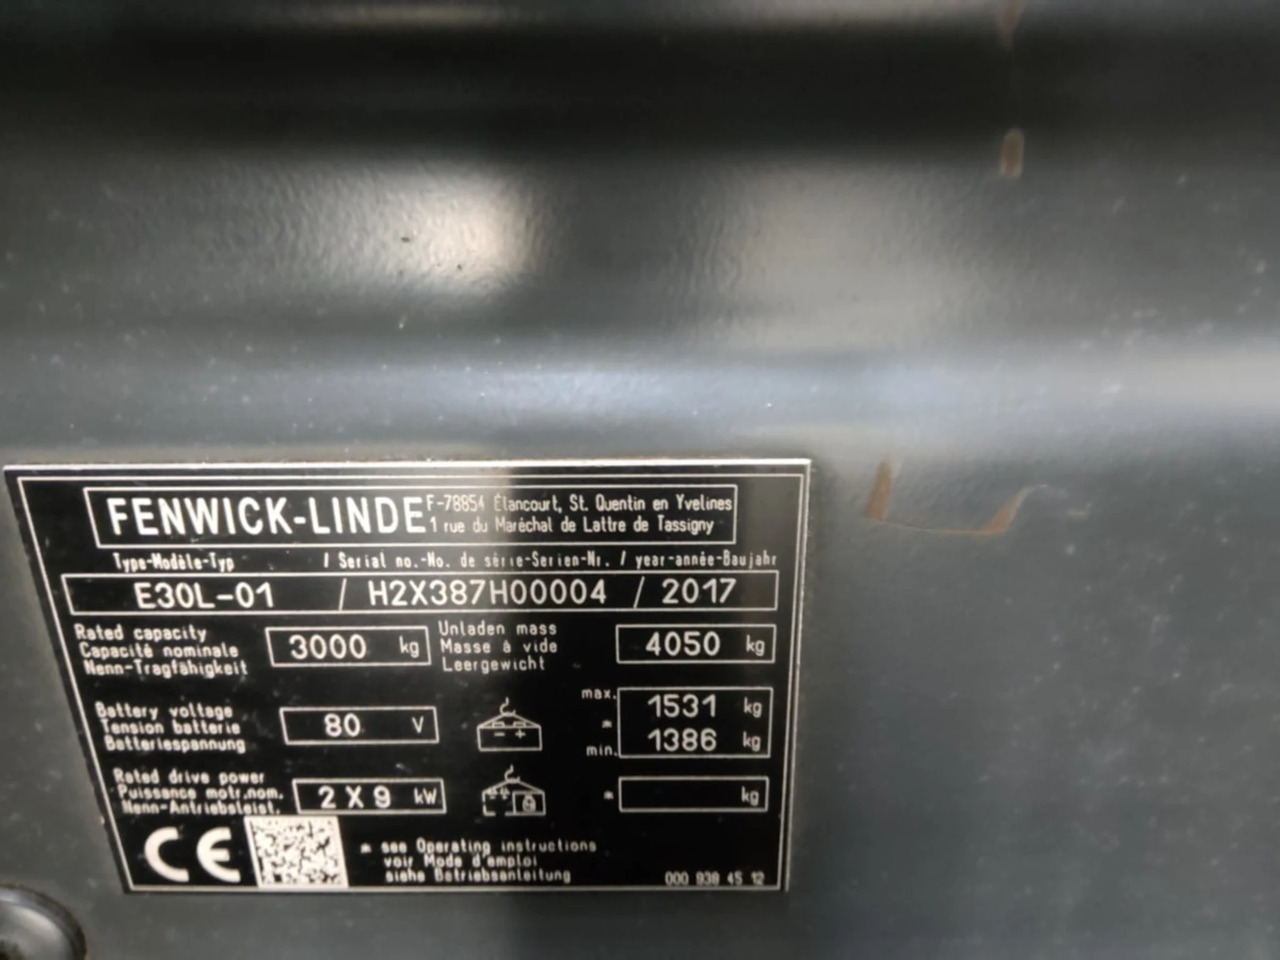 FENWICK-LINDE
F-78854 Élancourt, St. Quentin en Yvelines
1 rue du Maréchal de Lattre de Tassigny
Type-Modèle-Typ / Serial no.-No. de série-Serien-Nr. / year-année-Baujahr
E30L-01 / H2X387H00004 / 2017
Rated capacity
Capacité nominale
Nenn-Tragfähigkeit
3000 kg
Unladen mass
Masse à vide
Leergewicht
4050 kg
Battery voltage
Tension batterie
Batteriespannung
80 V
- +
max. 1531 kg
*
min. 1386 kg
Rated drive power
Puissance motr.nom.
Nenn-Antriebsleist.
2 X 9 kW
* kg
CE
* see Operating instructions
voir Mode d'emploi
siehe Betriebsanleitung
000 939 45 12